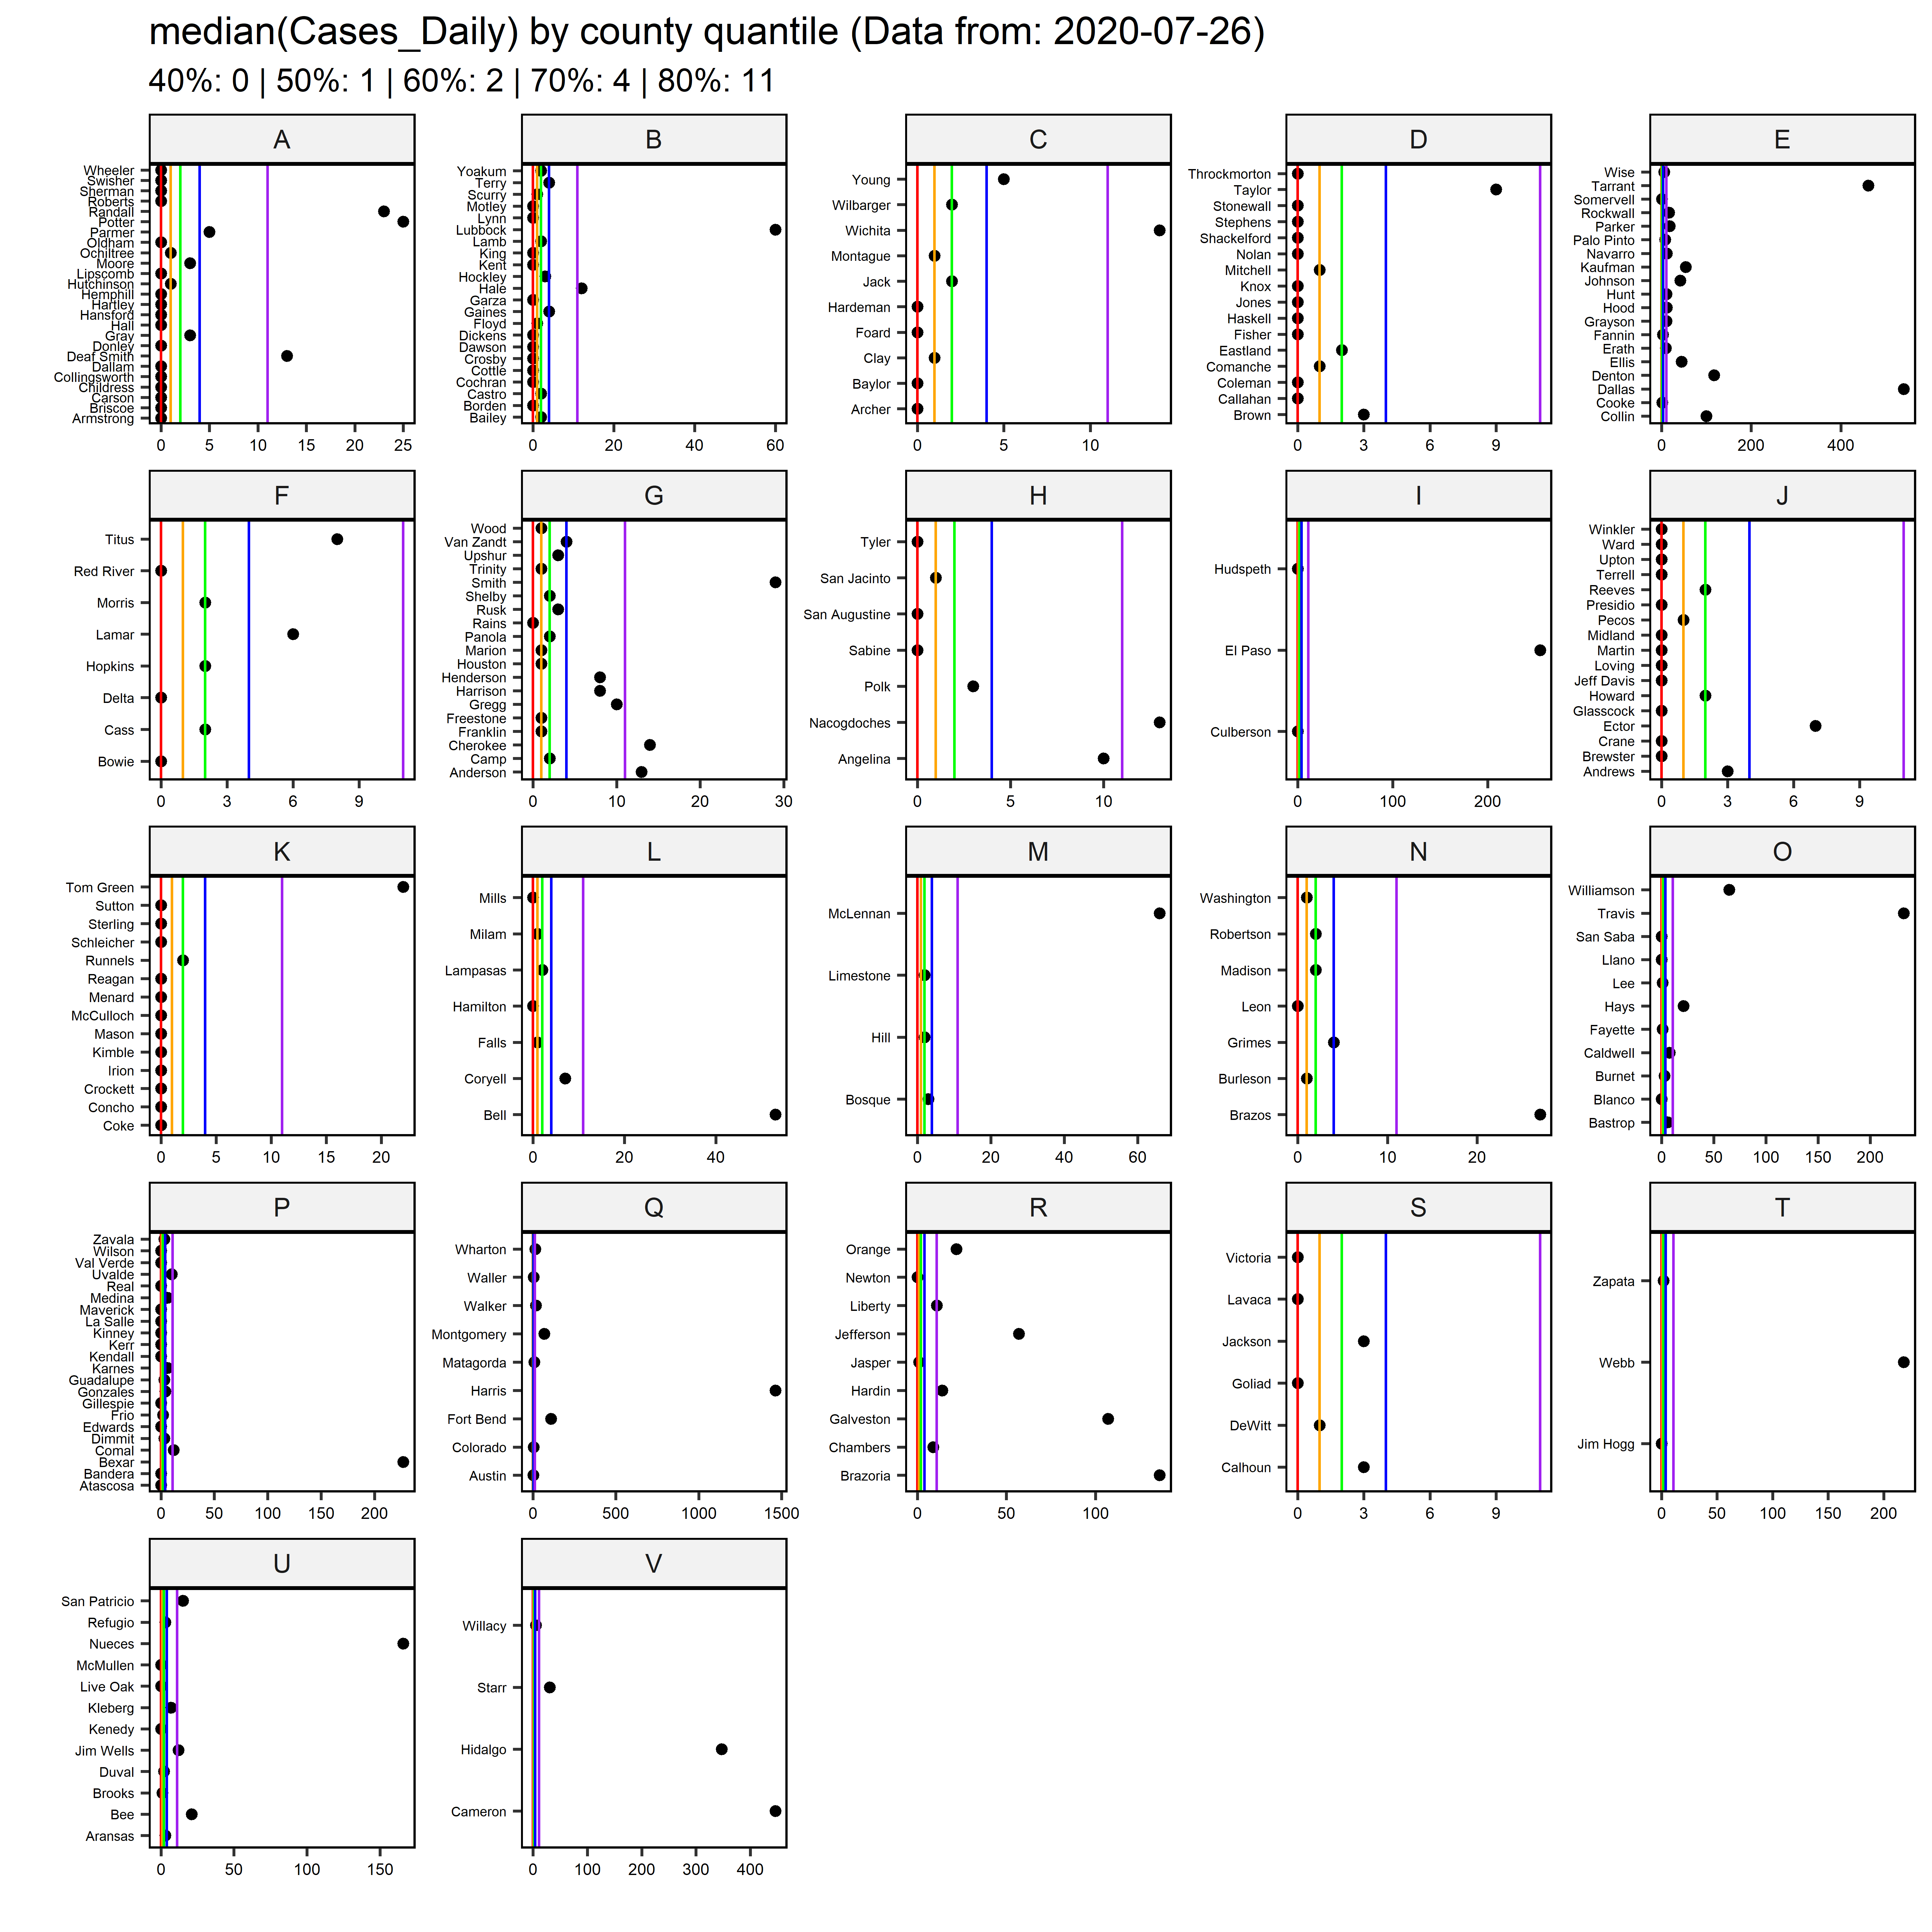 median(Cases_Daily) by county quantile (Data from: 2020-07-26)
40%: 0 | 50%: 1 | 60%: 2 | 70%: 4 | 80%: 11
A
Wheeler
Swisher
Sherman
Roberts
Randall
Potter
Parmer
Oldham
Ochiltree
Moore
Lipscomb
Hutchinson
Hemphill
Hartley
Hansford
Hall
Gray
Donley
Deaf Smith
Dallam
Collingsworth
Childress
Carson
Briscoe
Armstrong
0 5 10 15 20 25
B
Yoakum
Terry
Scurry
Motley
Lynn
Lubbock
Lamb
King
Kent
Hockley
Hale
Garza
Gaines
Floyd
Dickens
Dawson
Crosby
Cottle
Cochran
Castro
Borden
Bailey
0 20 40 60
C
Young
Wilbarger
Wichita
Montague
Jack
Hardeman
Foard
Clay
Baylor
Archer
0 5 10
D
Throckmorton
Taylor
Stonewall
Stephens
Shackelford
Nolan
Mitchell
Knox
Jones
Haskell
Fisher
Eastland
Comanche
Coleman
Callahan
Brown
0 3 6 9
E
Wise
Tarrant
Somervell
Rockwall
Parker
Palo Pinto
Navarro
Kaufman
Johnson
Hunt
Hood
Grayson
Fannin
Erath
Ellis
Denton
Dallas
Cooke
Collin
0 200 400
F
Titus
Red River
Morris
Lamar
Hopkins
Delta
Cass
Bowie
0 3 6 9
G
Wood
Van Zandt
Upshur
Trinity
Smith
Shelby
Rusk
Rains
Panola
Marion
Houston
Henderson
Harrison
Gregg
Freestone
Franklin
Cherokee
Camp
Anderson
0 10 20 30
H
Tyler
San Jacinto
San Augustine
Sabine
Polk
Nacogdoches
Angelina
0 5 10
I
Hudspeth
El Paso
Culberson
0 100 200
J
Winkler
Ward
Upton
Terrell
Reeves
Presidio
Pecos
Midland
Martin
Loving
Jeff Davis
Howard
Glasscock
Ector
Crane
Brewster
Andrews
0 3 6 9
K
Tom Green
Sutton
Sterling
Schleicher
Runnels
Reagan
Menard
McCulloch
Mason
Kimble
Irion
Crockett
Concho
Coke
0 5 10 15 20
L
Mills
Milam
Lampasas
Hamilton
Falls
Coryell
Bell
0 20 40
M
McLennan
Limestone
Hill
Bosque
0 20 40 60
N
Washington
Robertson
Madison
Leon
Grimes
Burleson
Brazos
0 10 20
O
Williamson
Travis
San Saba
Llano
Lee
Hays
Fayette
Caldwell
Burnet
Blanco
Bastrop
0 50 100 150 200
P
Zavala
Wilson
Val Verde
Uvalde
Real
Medina
Maverick
La Salle
Kinney
Kerr
Kendall
Karnes
Guadalupe
Gonzales
Gillespie
Frio
Edwards
Dimmit
Comal
Bexar
Bandera
Atascosa
0 50 100 150 200
Q
Wharton
Waller
Walker
Montgomery
Matagorda
Harris
Fort Bend
Colorado
Austin
0 500 1000 1500
R
Orange
Newton
Liberty
Jefferson
Jasper
Hardin
Galveston
Chambers
Brazoria
0 50 100
S
Victoria
Lavaca
Jackson
Goliad
DeWitt
Calhoun
0 3 6 9
T
Zapata
Webb
Jim Hogg
0 50 100 150 200
U
San Patricio
Refugio
Nueces
McMullen
Live Oak
Kleberg
Kenedy
Jim Wells
Duval
Brooks
Bee
Aransas
0 50 100 150
V
Willacy
Starr
Hidalgo
Cameron
0 100 200 300 400